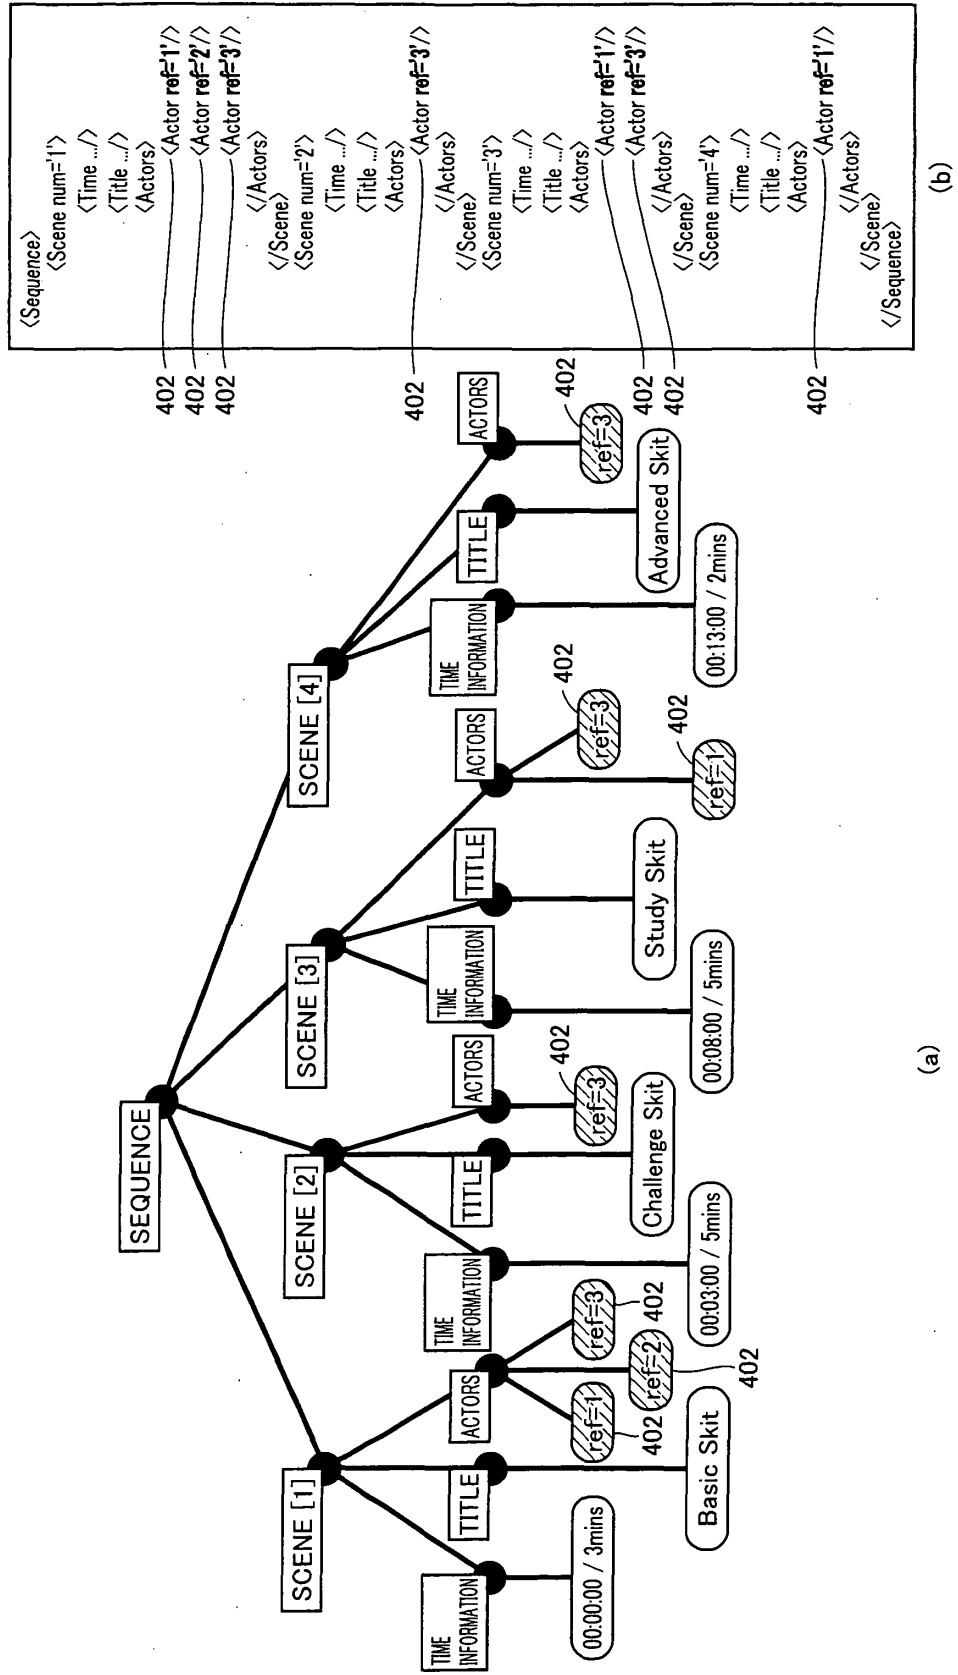 SEQUENCE
SCENE [1]
SCENE [2]
SCENE [3]
SCENE [4]
TIME
INFORMATION
TITLE
ACTORS
TIME
INFORMATION
TITLE
ACTORS
TIME
INFORMATION
TITLE
ACTORS
TIME
INFORMATION
TITLE
ACTORS
00:00:00 / 3mins
Basic Skit
ref=1
402
ref=2
402
ref=3
402
00:03:00 / 5mins
Challenge Skit
ref=3
402
00:08:00 / 5mins
Study Skit
ref=1
402
ref=3
402
00:13:00 / 2mins
Advanced Skit
ref=3
402
(a)
<Sequence>
<Scene num='1'>
<Time .../>
<Title .../>
<Actors>
402 <Actor ref='1'/>
402 <Actor ref='2'/>
402 <Actor ref='3'/>
</Actors>
</Scene>
<Scene num='2'>
<Time .../>
<Title .../>
<Actors>
402 <Actor ref='3'/>
</Actors>
</Scene>
<Scene num='3'>
<Time .../>
<Title .../>
<Actors>
402 <Actor ref='1'/>
402 <Actor ref='3'/>
</Actors>
</Scene>
<Scene num='4'>
<Time .../>
<Title .../>
<Actors>
402 <Actor ref='1'/>
</Actors>
</Scene>
</Sequence>
(b)